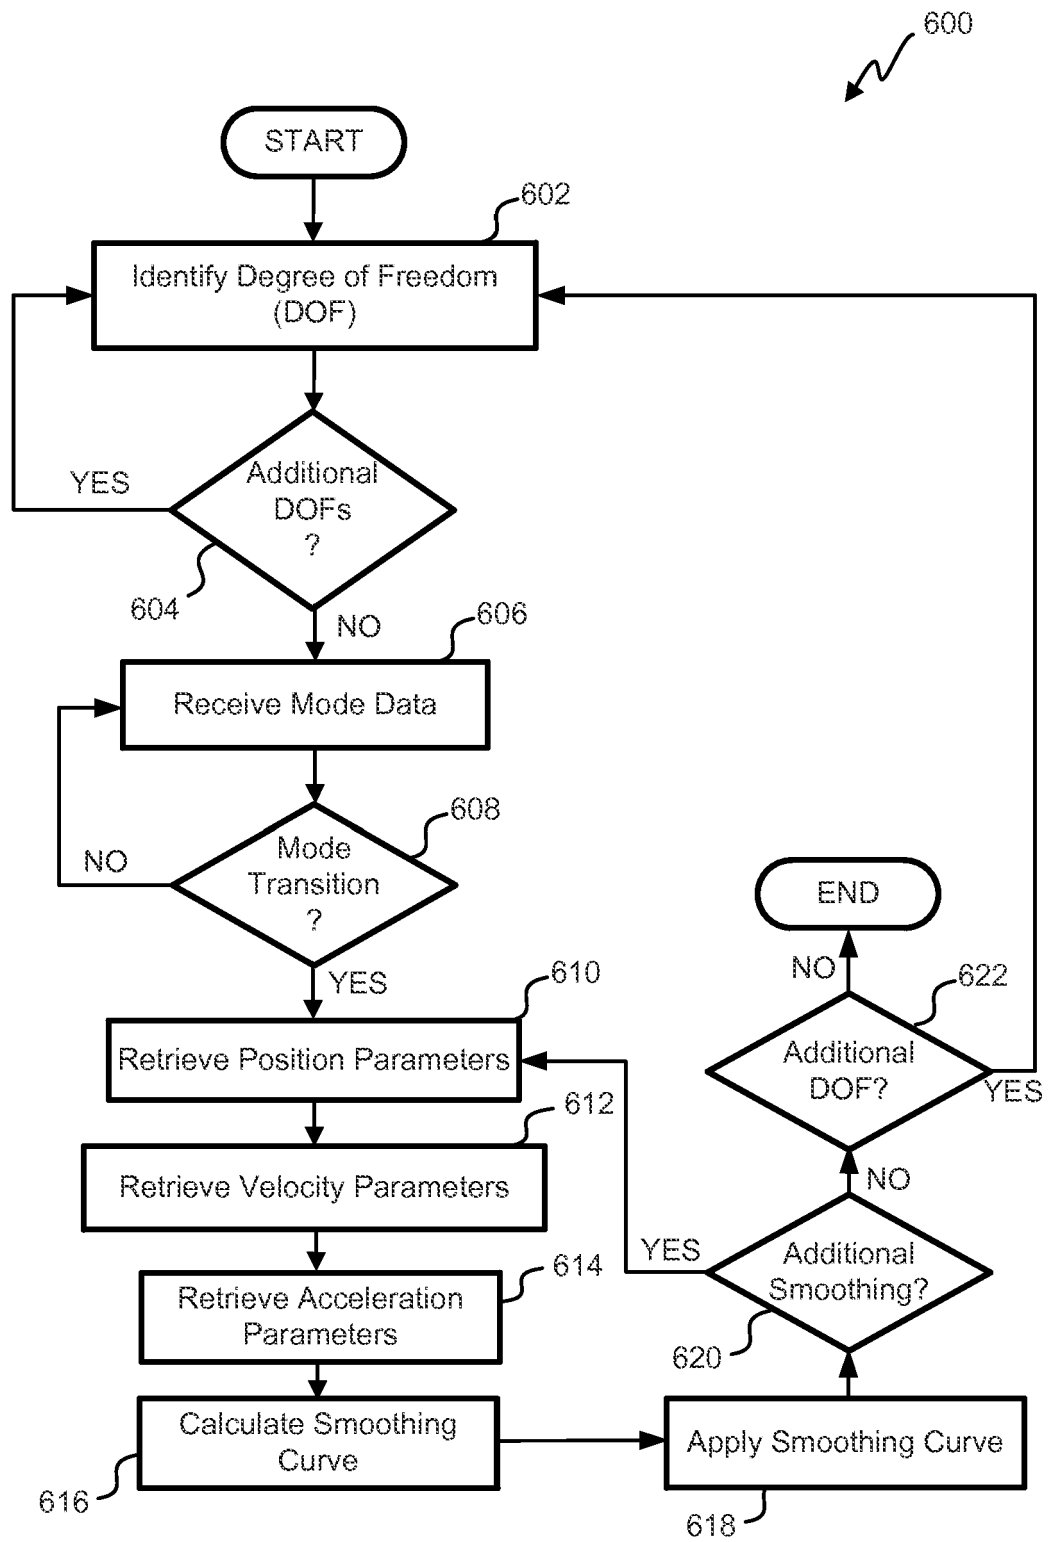 600
START
602
Identify Degree of Freedom
(DOF)
YES
Additional
DOFs
?
604
NO
606
Receive Mode Data
608
NO
Mode
Transition
?
YES
610
Retrieve Position Parameters
612
Retrieve Velocity Parameters
614
Retrieve Acceleration
Parameters
Calculate Smoothing
Curve
616
Apply Smoothing Curve
618
YES
Additional
Smoothing?
620
NO
622
Additional
DOF?
YES
NO
END